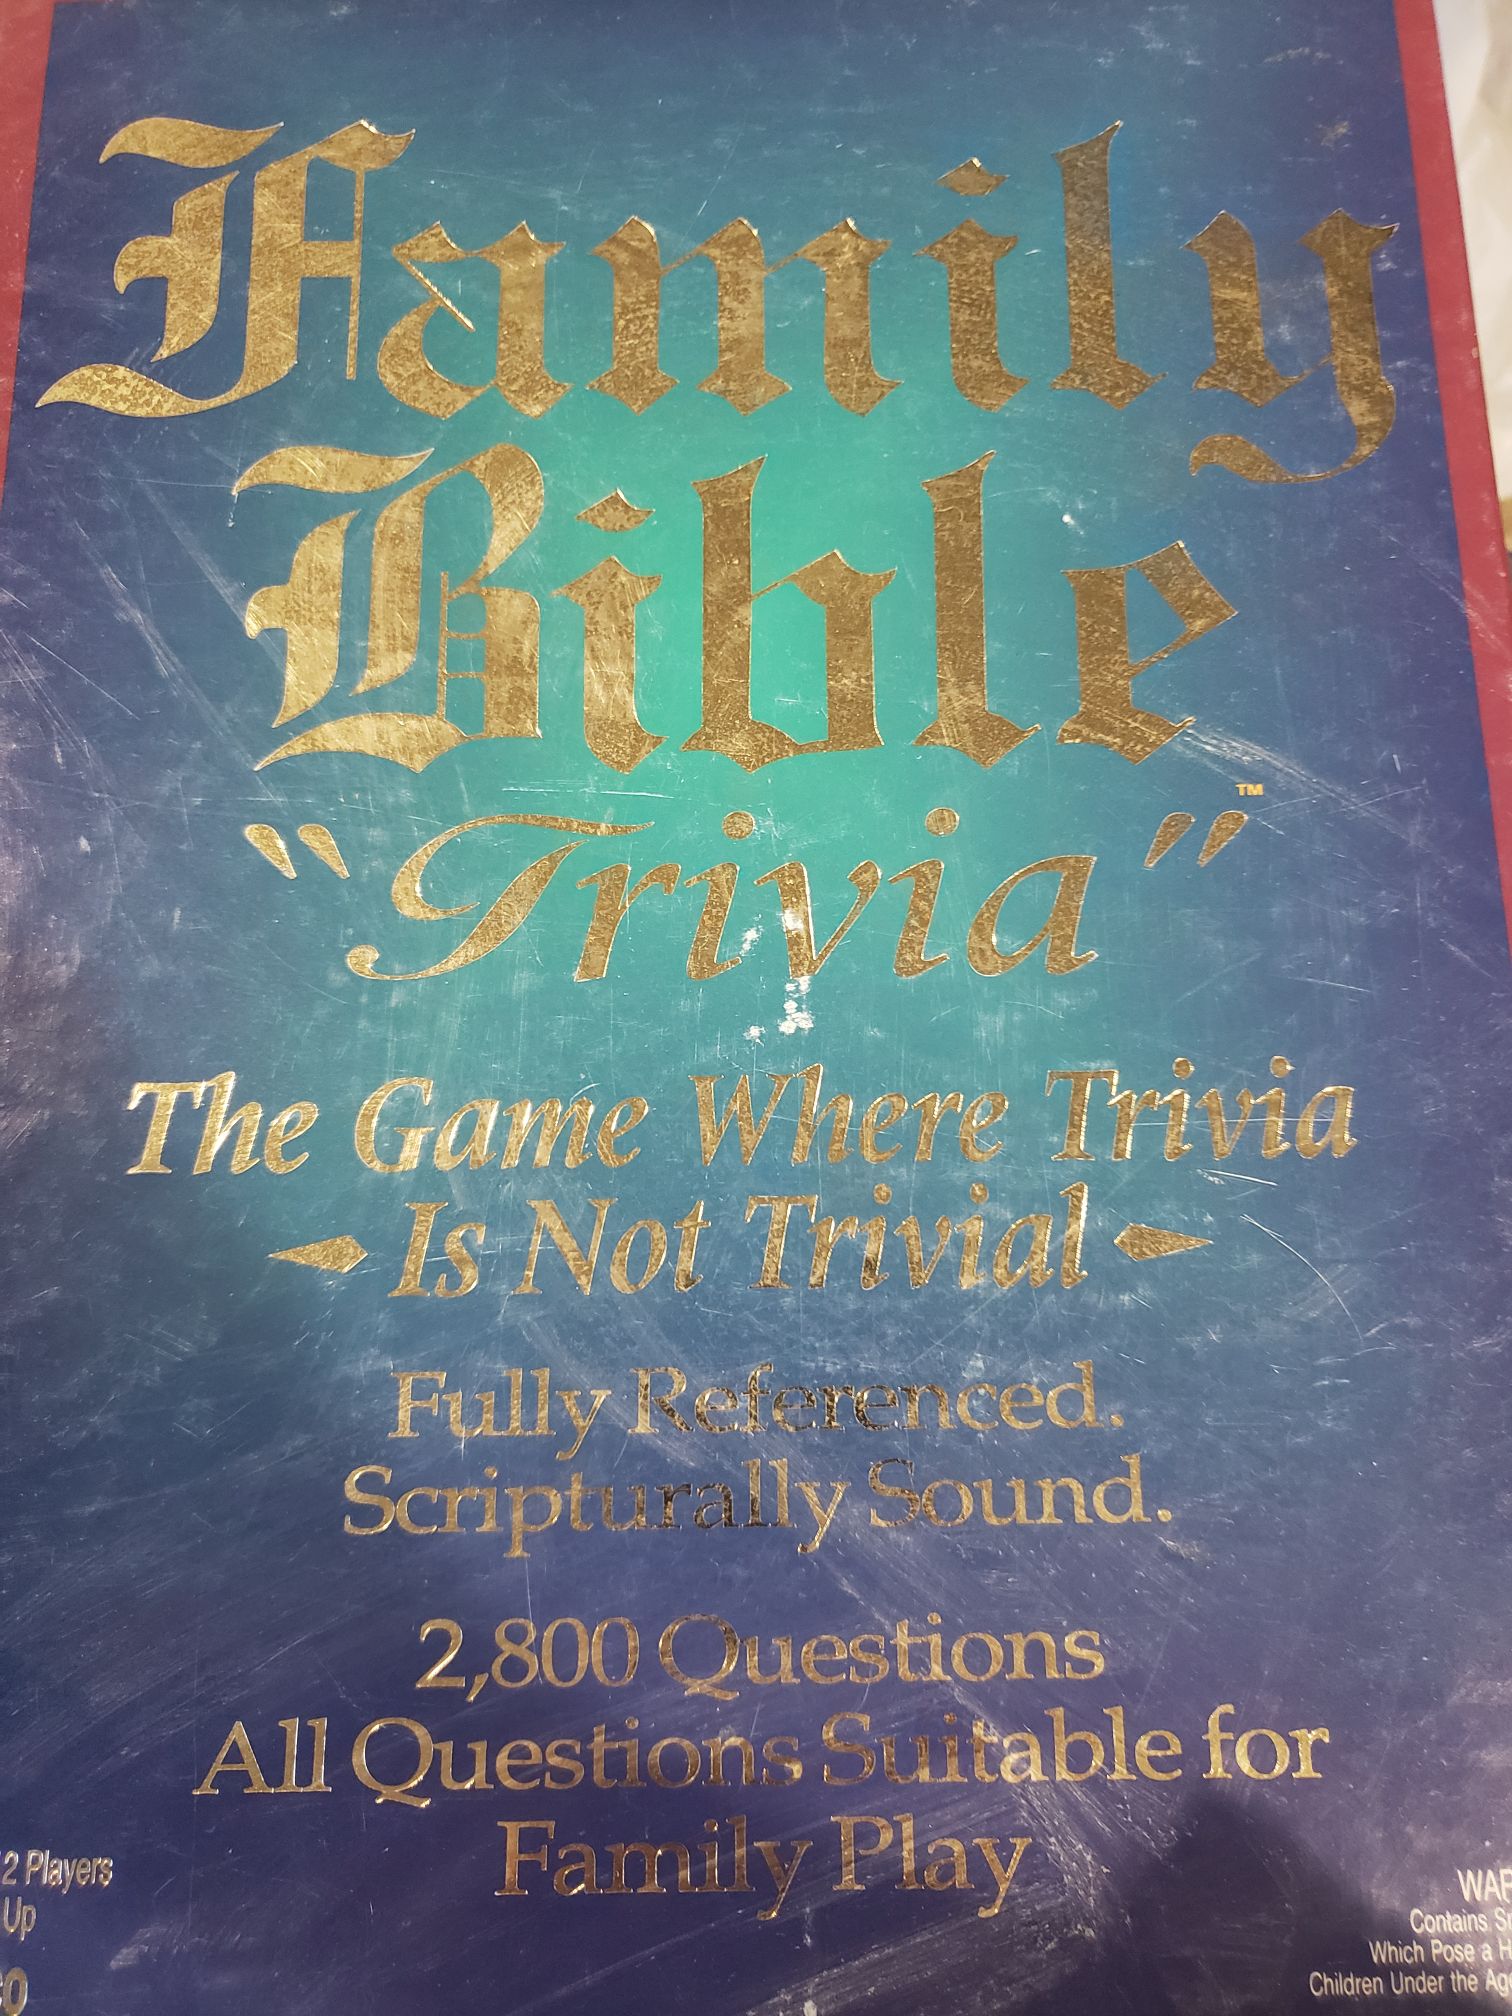 Family
Bible
"Trivia"™
The Game Where Trivia
Is Not Trivial
Fully Referenced.
Scripturally Sound.
2,800 Questions
All Questions Suitable for
Family Play
2 Players
Up
Contains
Which Pose a
Children Under the